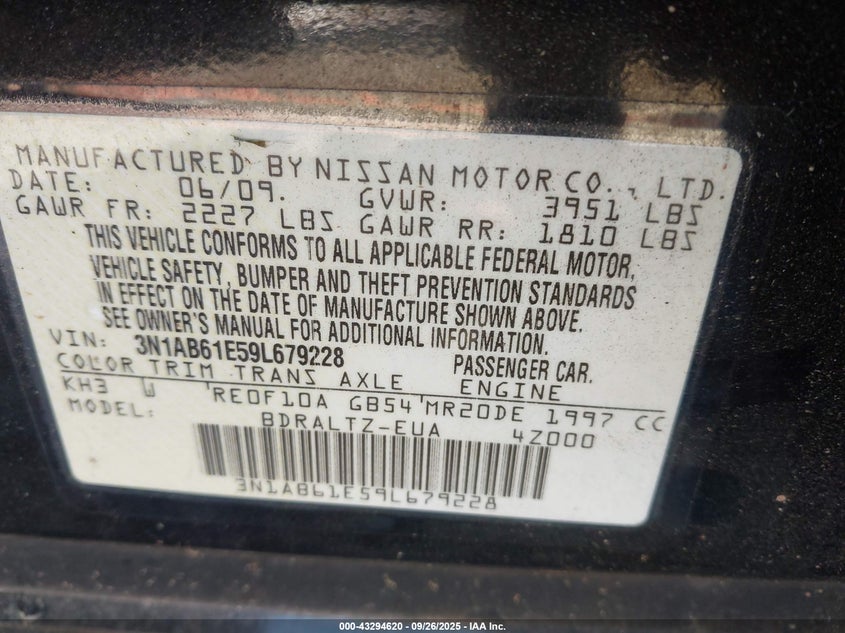 MANUFACTURED BY NISSAN MOTOR CO., LTD.
DATE: 06/09. GVWR: 3951 LBS
GAWR FR: 2227 LBS GAWR RR: 1810 LBS
THIS VEHICLE CONFORMS TO ALL APPLICABLE FEDERAL MOTOR,
VEHICLE SAFETY, BUMPER AND THEFT PREVENTION STANDARDS
IN EFFECT ON THE DATE OF MANUFACTURE SHOWN ABOVE.
SEE OWNER'S MANUAL FOR ADDITIONAL INFORMATION.
VIN: 3N1AB61E59L679228 PASSENGER CAR.
COLOR TRIM TRANS AXLE ENGINE
KH3 W RE0F10A GB54 MR20DE 1997 CC
MODEL: BDRALTZ-EUA 4Z000
3N1AB61E59L679228
000-43294620 | 09/26/2025 | IAA Inc.